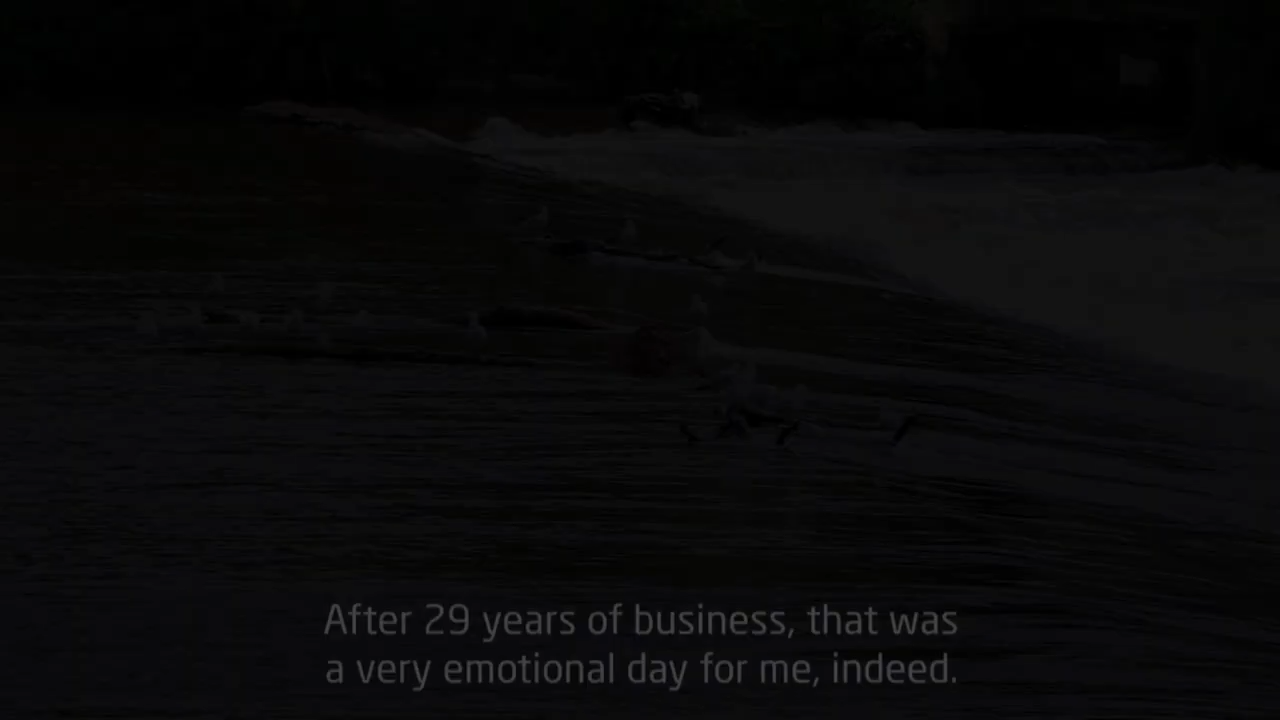 After 29 years of business, that was
a very emotional day for me, indeed.